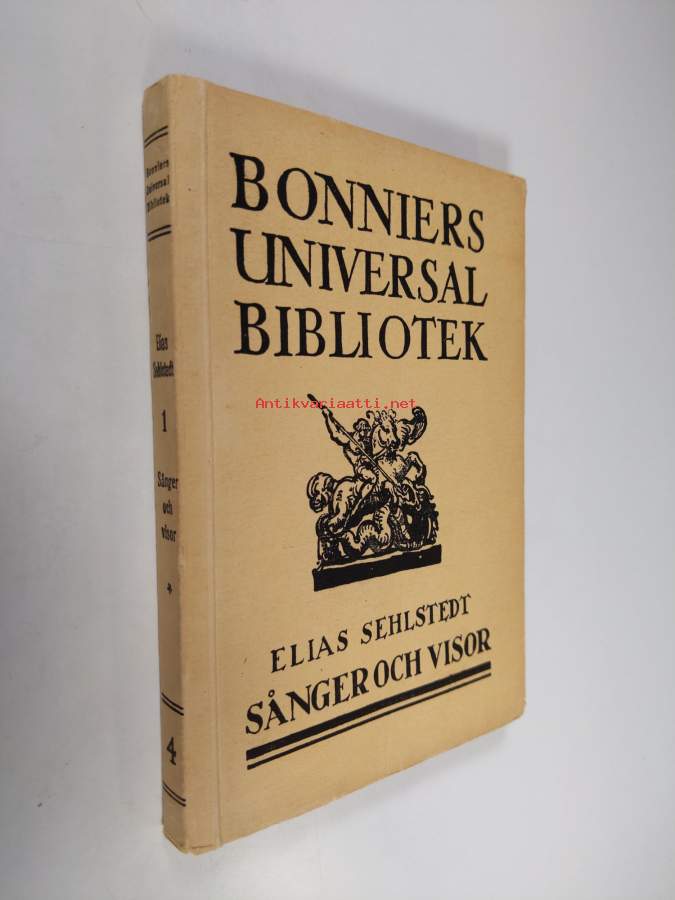 BONNIERS
UNIVERSAL
BIBLIOTEK
Antikvariaatti.net
ELIAS SEHLSTEDT
SÅNGER OCH VISOR
Bonniers
Universal
Bibliotek
Elias
Sehlstedt
1
Sånger
och
visor
4